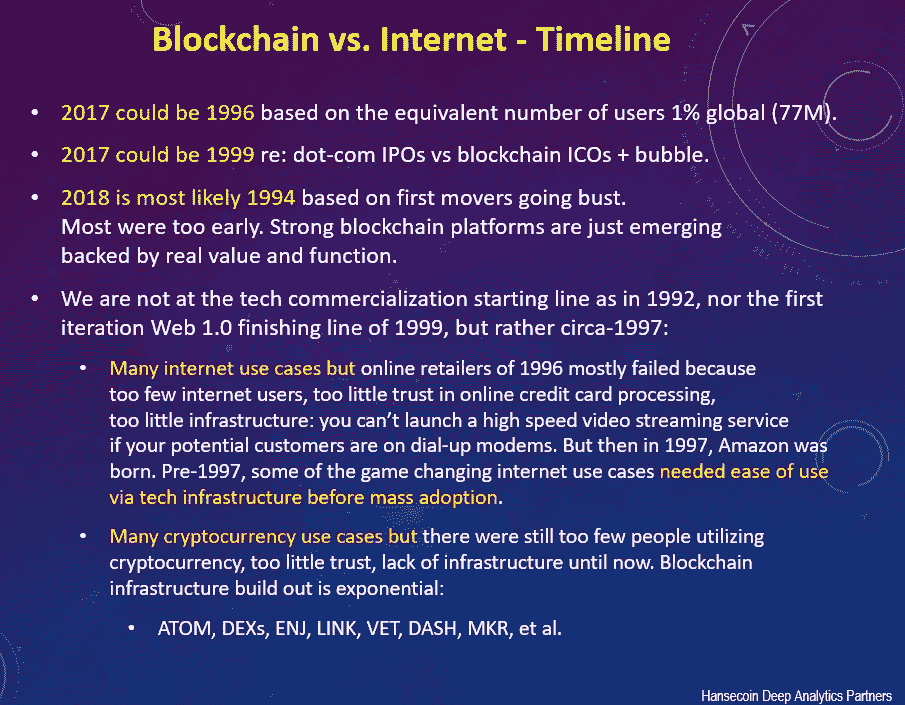 Blockchain vs. Internet - Timeline
• 2017 could be 1996 based on the equivalent number of users 1% global (77M).
• 2017 could be 1999 re: dot-com IPOs vs blockchain ICOs + bubble.
• 2018 is most likely 1994 based on first movers going bust.
Most were too early. Strong blockchain platforms are just emerging
backed by real value and function.
• We are not at the tech commercialization starting line as in 1992, nor the first
iteration Web 1.0 finishing line of 1999, but rather circa-1997:
• Many internet use cases but online retailers of 1996 mostly failed because
too few internet users, too little trust in online credit card processing,
too little infrastructure: you can't launch a high speed video streaming service
if your potential customers are on dial-up modems. But then in 1997, Amazon was
born. Pre-1997, some of the game changing internet use cases needed ease of use
via tech infrastructure before mass adoption.
• Many cryptocurrency use cases but there were still too few people utilizing
cryptocurrency, too little trust, lack of infrastructure until now. Blockchain
infrastructure build out is exponential:
• ATOM, DEXs, ENJ, LINK, VET, DASH, MKR, et al.
Hansecoin Deep Analytics Partners